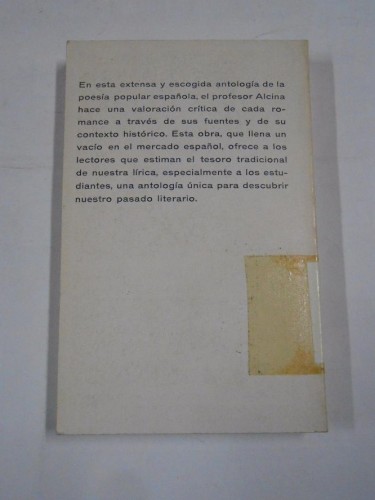 En esta extensa y escogida antología de la
poesía popular española, el profesor Alcina
hace una valoración crítica de cada ro-
mance a través de sus fuentes y de su
contexto histórico. Esta obra, que llena un
vacío en el mercado español, ofrece a los
lectores que estiman el tesoro tradicional
de nuestra lírica, especialmente a los estu-
diantes, una antología única para descubrir
nuestro pasado literario.